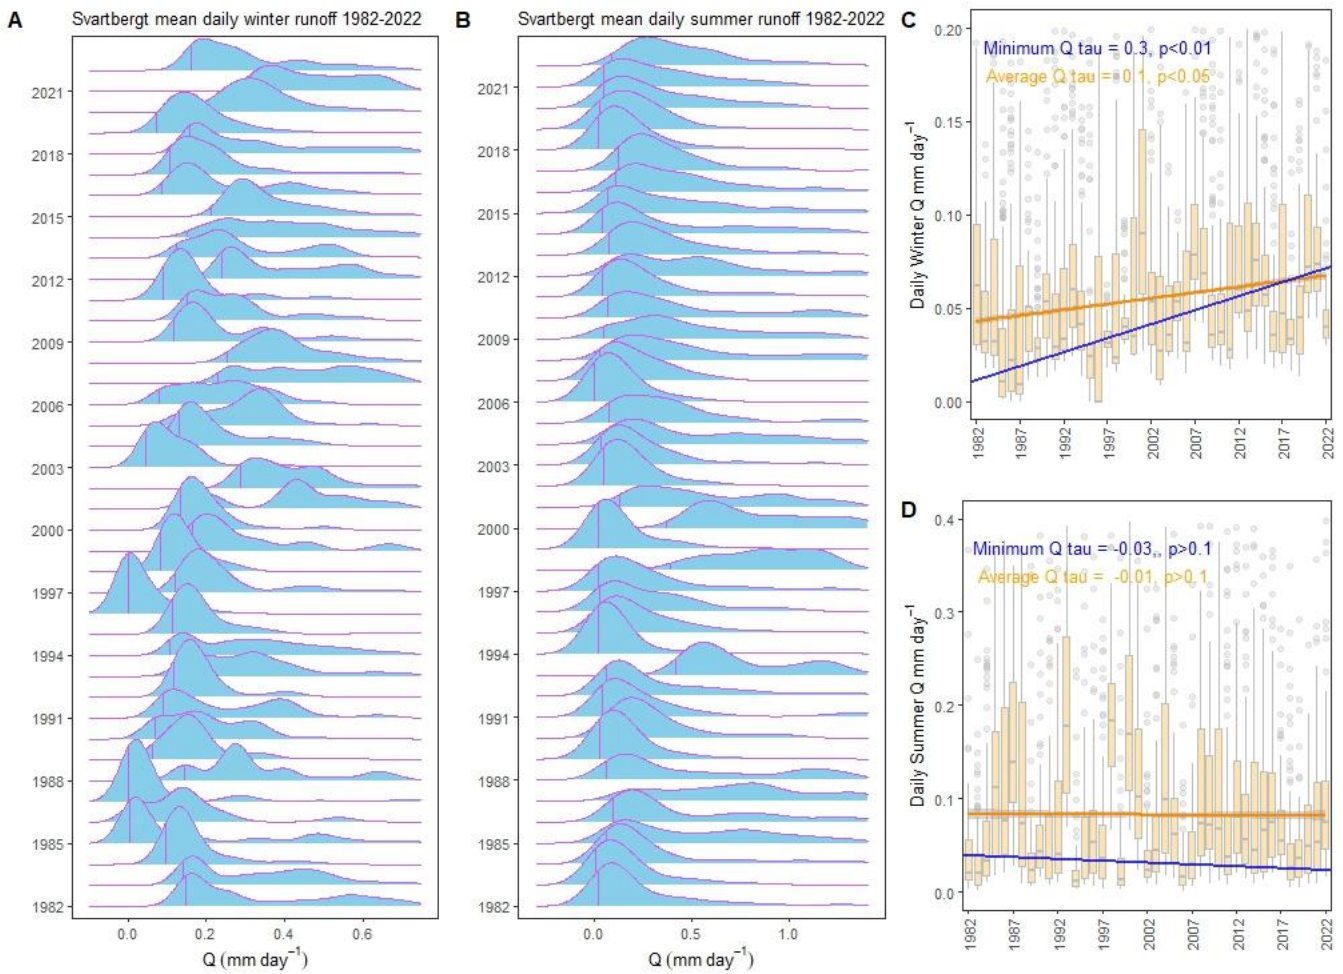 A
Svartbergt mean daily winter runoff 1982-2022
2021
2018
2015
2012
2009
2006
2003
2000
1997
1994
1991
1988
1985
1982
0.0 0.2 0.4 0.6
Q (mm day⁻¹)
B
Svartbergt mean daily summer runoff 1982-2022
2021
2018
2015
2012
2009
2006
2003
2000
1997
1994
1991
1988
1985
1982
0.0 0.5 1.0
Q (mm day⁻¹)
C
Minimum Q tau = 0.3, p<0.01
Average Q tau = 0.1, p<0.05
Daily Winter Q mm day⁻¹
0.20
0.15
0.10
0.05
0.00
1982 1987 1992 1997 2002 2007 2012 2017 2022
D
Minimum Q tau = -0.03,, p>0.1
Average Q tau = -0.01, p>0.1
Daily Summer Q mm day⁻¹
0.4
0.3
0.2
0.1
0.0
1982 1987 1992 1997 2002 2007 2012 2017 2022